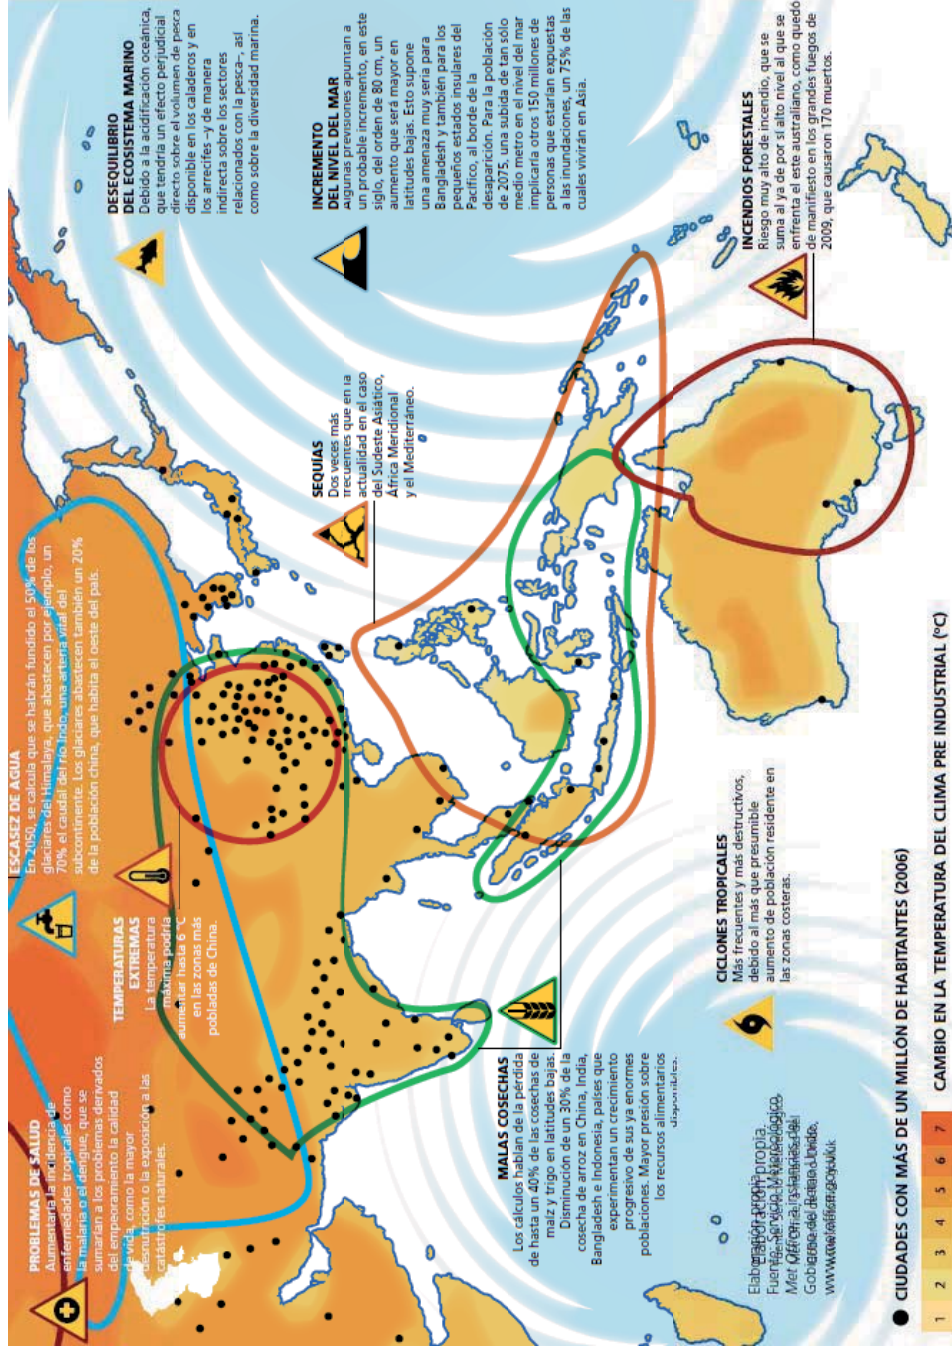 PROBLEMAS DE SALUD
Aumentaría la incidencia de
enfermedades tropicales como
la malaria o el dengue, que se
sumarían a los problemas derivados
del empeoramiento la calidad
de vida, como la mayor
desnutrición o la exposición a las
catástrofes naturales.
ESCASEZ DE AGUA
En 2050, se calcula que se habrán fundido el 50% de los
glaciares del Himalaya, que abastecen por ejemplo, un
70% el caudal del río Indo, una arteria vital del
subcontinente. Los glaciares abastecen también un 20%
de la población china, que habita el oeste del país.
TEMPERATURAS
EXTREMAS
La temperatura
máxima podría
aumentar hasta 6 °C
en las zonas más
pobladas de China.
DESEQUILIBRIO
DEL ECOSISTEMA MARINO
Debido a la acidificación oceánica,
que tendría un efecto perjudicial
directo sobre el volumen de pesca
disponible en los caladeros y en
los arrecifes –y de manera
indirecta sobre los sectores
relacionados con la pesca–, así
como sobre la diversidad marina.
SEQUÍAS
Dos veces más
frecuentes que en la
actualidad en el caso
del Sudeste Asiático,
África Meridional
y el Mediterráneo.
INCREMENTO
DEL NIVEL DEL MAR
Algunas previsiones apuntan a
un probable incremento, en este
siglo, del orden de 80 cm, un
aumento que será mayor en
latitudes bajas. Esto supone
una amenaza muy seria para
Bangladesh y también para los
pequeños estados insulares del
Pacífico, al borde de la
desaparición. Para la población
de 2075, una subida de tan sólo
medio metro en el nivel del mar
implicaría otros 150 millones de
personas que estarían expuestas
a las inundaciones, un 75% de las
cuales vivirán en Asia.
MALAS COSECHAS
Los cálculos hablan de la pérdida
de hasta un 40% de las cosechas de
maíz y trigo en latitudes bajas.
Disminución de un 30% de la
cosecha de arroz en China, India,
Bangladesh e Indonesia, países que
experimentan un crecimiento
progresivo de sus ya enormes
poblaciones. Mayor presión sobre
los recursos alimentarios
disponibles.
CICLONES TROPICALES
Más frecuentes y más destructivos,
debido al más que presumible
aumento de población residente en
las zonas costeras.
INCENDIOS FORESTALES
Riesgo muy alto de incendio, que se
suma al ya de por sí alto nivel al que se
enfrenta el este australiano, como quedó
de manifiesto en los grandes fuegos de
2009, que causaron 170 muertos.
Elaboración propia.
Fuente: Servicio Meteorológico
Met Office
CIUDADES CON MÁS DE UN MILLÓN DE HABITANTES (2006)
1 2 3 4 5 6 7 CAMBIO EN LA TEMPERATURA DEL CLIMA PRE INDUSTRIAL (°C)